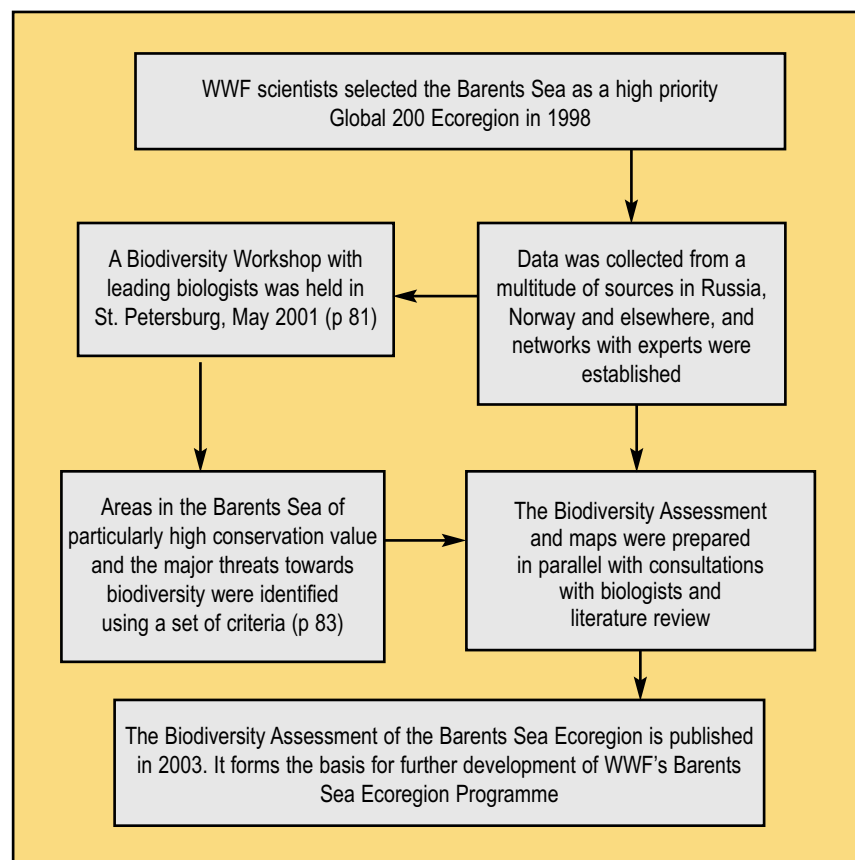 WWF scientists selected the Barents Sea as a high priority
Global 200 Ecoregion in 1998
A Biodiversity Workshop with
leading biologists was held in
St. Petersburg, May 2001 (p 81)
Data was collected from a
multitude of sources in Russia,
Norway and elsewhere, and
networks with experts were
established
Areas in the Barents Sea of
particularly high conservation value
and the major threats towards
biodiversity were identified
using a set of criteria (p 83)
The Biodiversity Assessment
and maps were prepared
in parallel with consultations
with biologists and
literature review
The Biodiversity Assessment of the Barents Sea Ecoregion is published
in 2003. It forms the basis for further development of WWF's Barents
Sea Ecoregion Programme